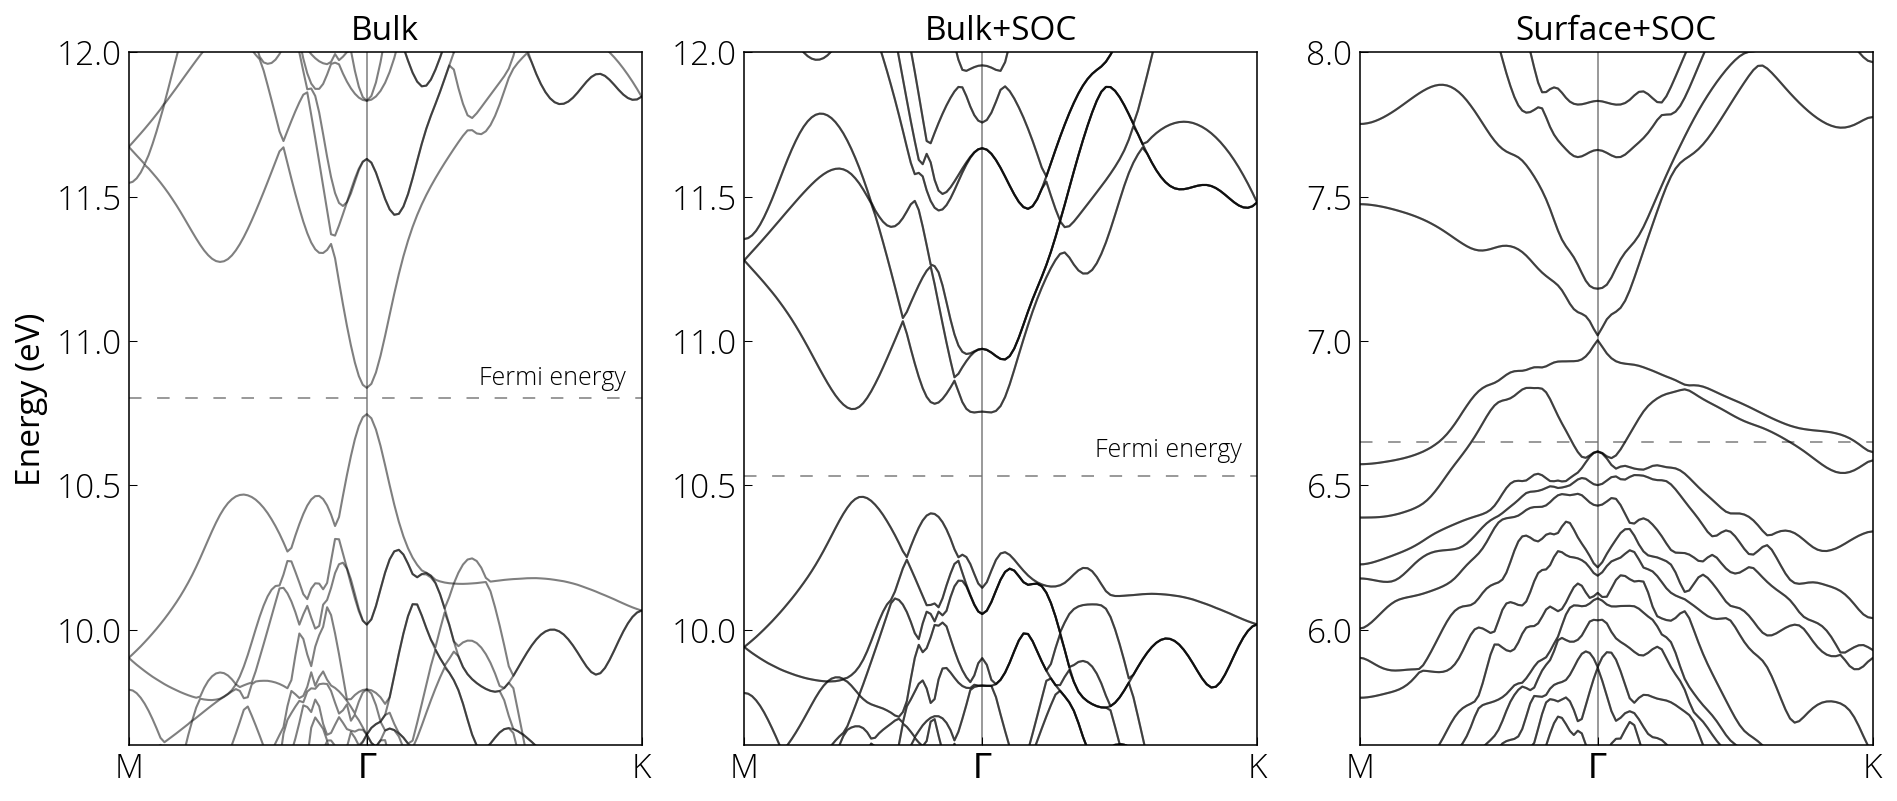 Bulk
Bulk+SOC
Surface+SOC
Energy (eV)
12.0
11.5
11.0
10.5
10.0
Fermi energy
M
Γ
K
12.0
11.5
11.0
10.5
10.0
Fermi energy
M
Γ
K
8.0
7.5
7.0
6.5
6.0
M
Γ
K